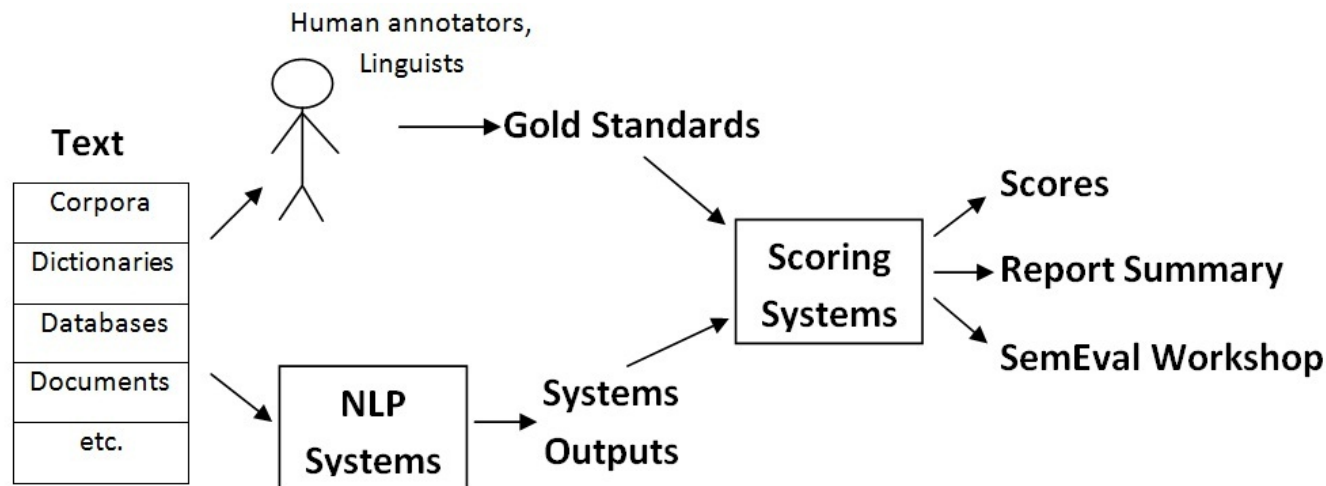 Human annotators,
Linguists
Text
Corpora
Dictionaries
Databases
Documents
etc.
Gold Standards
NLP
Systems
Systems
Outputs
Scoring
Systems
Scores
Report Summary
SemEval Workshop